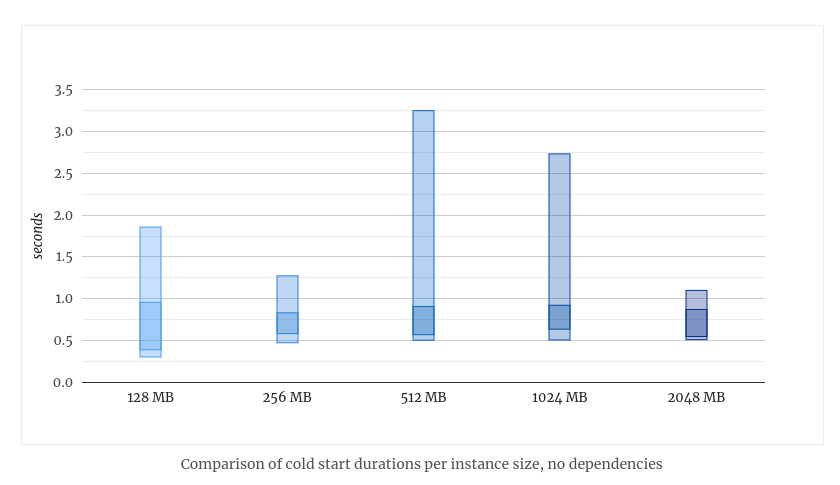 3.5
3.0
2.5
2.0
1.5
1.0
0.5
0.0
seconds
128 MB 256 MB 512 MB 1024 MB 2048 MB
Comparison of cold start durations per instance size, no dependencies